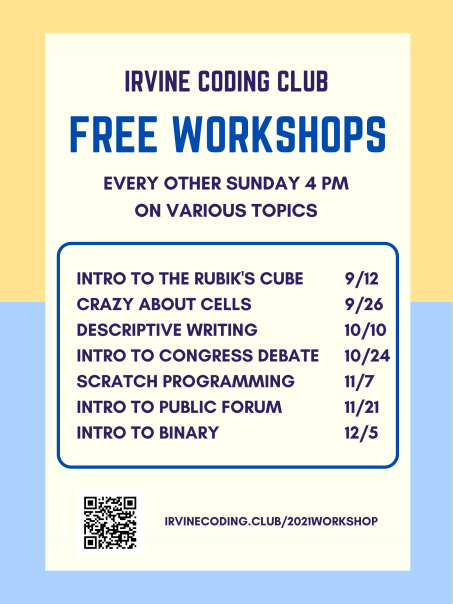 IRVINE CODING CLUB
FREE WORKSHOPS
EVERY OTHER SUNDAY 4 PM
ON VARIOUS TOPICS
INTRO TO THE RUBIK'S CUBE 9/12
CRAZY ABOUT CELLS 9/26
DESCRIPTIVE WRITING 10/10
INTRO TO CONGRESS DEBATE 10/24
SCRATCH PROGRAMMING 11/7
INTRO TO PUBLIC FORUM 11/21
INTRO TO BINARY 12/5
IRVINECODING.CLUB/2021WORKSHOP